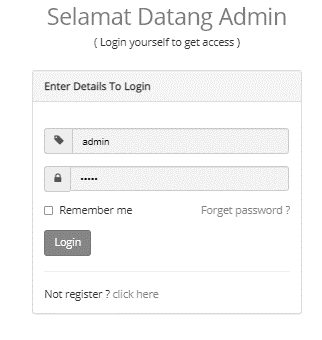 Selamat Datang Admin
( Login yourself to get access )
Enter Details To Login
admin
•••••
Remember me
Forget password ?
Login
Not register ? click here